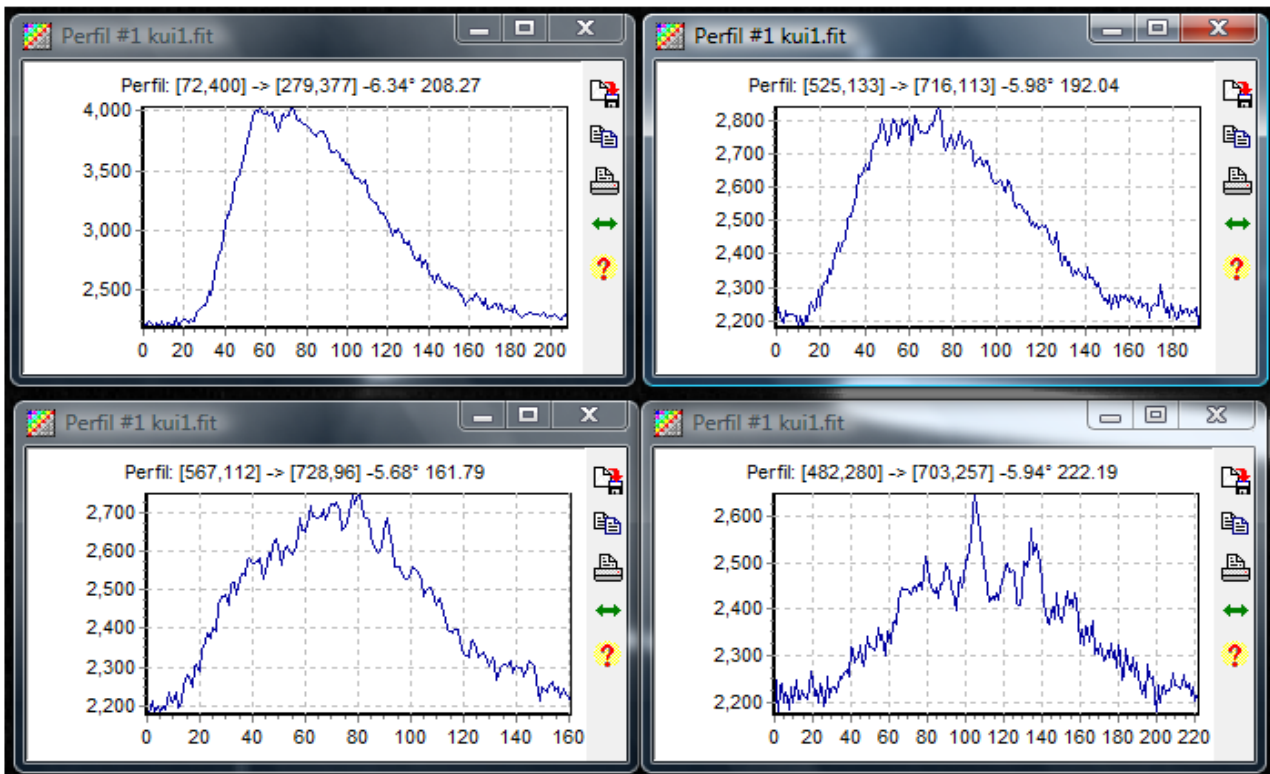 Perfil #1 kui1.fit
X
Perfil: [72,400] -> [279,377] -6.34° 208.27
4,000
3,500
3,000
2,500
0 20 40 60 80 100 120 140 160 180 200
?
Perfil #1 kui1.fit
X
Perfil: [525,133] -> [716,113] -5.98° 192.04
2,800
2,700
2,600
2,500
2,400
2,300
2,200
0 20 40 60 80 100 120 140 160 180
?
Perfil #1 kui1.fit
X
Perfil: [567,112] -> [728,96] -5.68° 161.79
2,700
2,600
2,500
2,400
2,300
2,200
0 20 40 60 80 100 120 140 160
?
Perfil #1 kui1.fit
X
Perfil: [482,280] -> [703,257] -5.94° 222.19
2,600
2,500
2,400
2,300
2,200
0 20 40 60 80 100 120 140 160 180 200 220
?